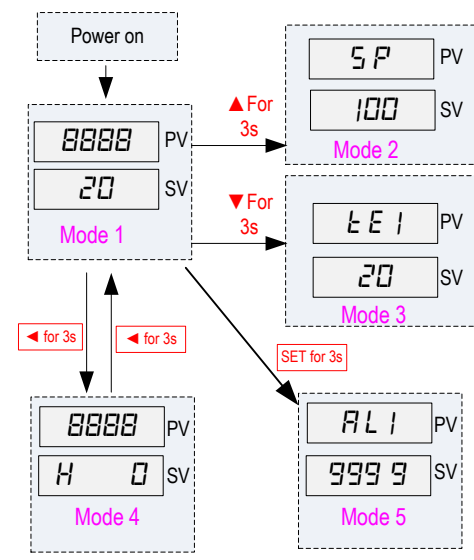 Power on
8888 PV
20 SV
Mode 1
▲For
3s
SP PV
100 SV
Mode 2
▼For
3s
tE1 PV
20 SV
Mode 3
◄ for 3s
◄ for 3s
SET for 3s
8888 PV
H 0 SV
Mode 4
AL1 PV
9999 SV
Mode 5